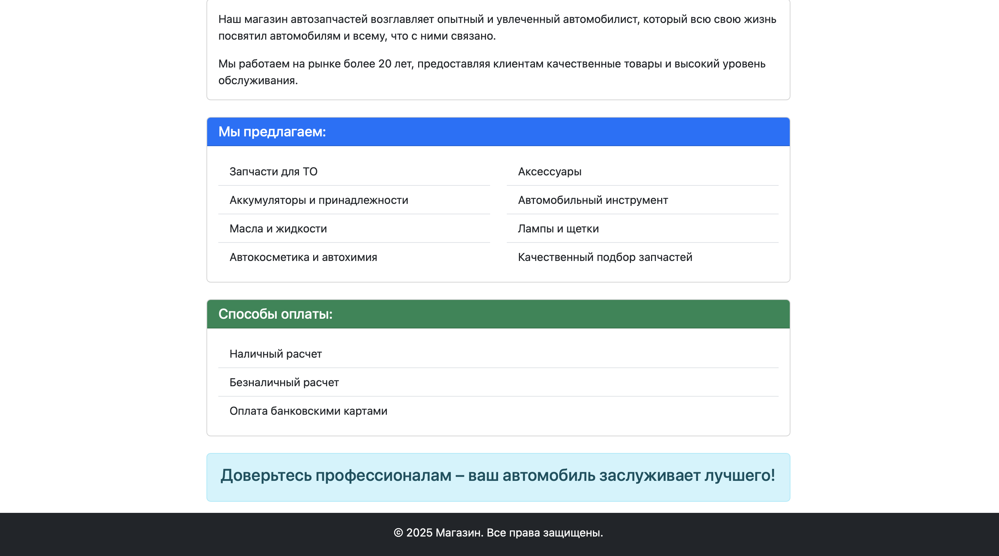 Наш магазин автозапчастей возглавляет опытный и увлеченный автомобилист, который всю свою жизнь
посвятил автомобилям и всему, что с ними связано.
Мы работаем на рынке более 20 лет, предоставляя клиентам качественные товары и высокий уровень
обслуживания.
Мы предлагаем:
Запчасти для ТО
Аккумуляторы и принадлежности
Масла и жидкости
Автокосметика и автохимия
Аксессуары
Автомобильный инструмент
Лампы и щетки
Качественный подбор запчастей
Способы оплаты:
Наличный расчет
Безналичный расчет
Оплата банковскими картами
Доверьтесь профессионалам – ваш автомобиль заслуживает лучшего!
© 2025 Магазин. Все права защищены.